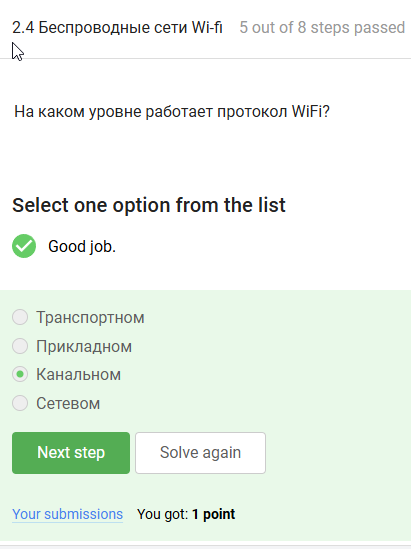 2.4 Беспроводные сети Wi-fi 5 out of 8 steps passed
На каком уровне работает протокол WiFi?
Select one option from the list
Good job.
Транспортном
Прикладном
Канальном
Сетевом
Next step Solve again
Your submissions You got: 1 point